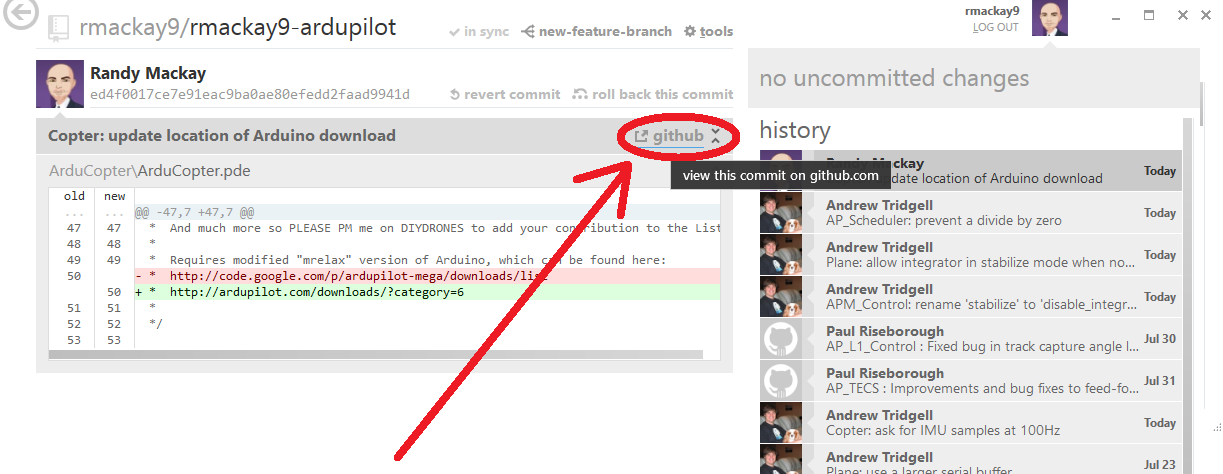 rmackay9/rmackay9-ardupilot
in sync
new-feature-branch
tools
rmackay9
LOG OUT
Randy Mackay
ed4f0017ce7e91eac9ba0ae80efedd2faad9941d
revert commit
roll back this commit
Copter: update location of Arduino download
github
view this commit on github.com
ArduCopter\ArduCopter.pde
old new
... ... @@ -47,7 +47,7 @@
47 47 * And much more so PLEASE PM me on DIYDRONES to add your contribution to the List
48 48 *
49 49 * Requires modified "mrelax" version of Arduino, which can be found here:
50 - * http://code.google.com/p/ardupilot-mega/downloads/list
50 + * http://ardupilot.com/downloads/?category=6
51 51 *
52 52 */
53 53
no uncommitted changes
history
Randy Mackay
update location of Arduino download
Today
Andrew Tridgell
AP_Scheduler: prevent a divide by zero
Today
Andrew Tridgell
Plane: allow integrator in stabilize mode when no...
Today
Andrew Tridgell
APM_Control: rename 'stabilize' to 'disable_integr...
Today
Paul Riseborough
AP_L1_Control : Fixed bug in track capture angle l...
Jul 30
Paul Riseborough
AP_TECS : Improvements and bug fixes to feed-fo...
Jul 31
Andrew Tridgell
Copter: ask for IMU samples at 100Hz
Today
Andrew Tridgell
Plane: use a larger serial buffer
Jul 23